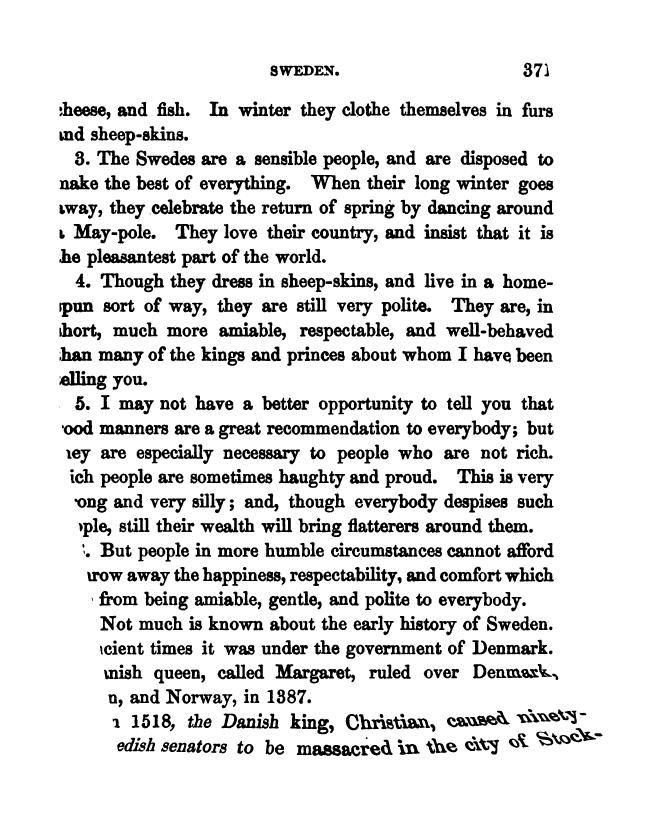 SWEDEN. 371
heese, and fish. In winter they clothe themselves in furs
nd sheep-skins.
3. The Swedes are a sensible people, and are disposed to
nake the best of everything. When their long winter goes
way, they celebrate the return of spring by dancing around
May-pole. They love their country, and insist that it is
he pleasantest part of the world.
4. Though they dress in sheep-skins, and live in a home-
pun sort of way, they are still very polite. They are, in
hort, much more amiable, respectable, and well-behaved
han many of the kings and princes about whom I have been
elling you.
5. I may not have a better opportunity to tell you that
ood manners are a great recommendation to everybody; but
ey are especially necessary to people who are not rich.
ich people are sometimes haughty and proud. This is very
ong and very silly; and, though everybody despises such
ple, still their wealth will bring flatterers around them.
. But people in more humble circumstances cannot afford
row away the happiness, respectability, and comfort which
from being amiable, gentle, and polite to everybody.
Not much is known about the early history of Sweden.
cient times it was under the government of Denmark.
nish queen, called Margaret, ruled over Denmark,
n, and Norway, in 1387.
1518, the Danish king, Christian, caused ninety-
edish senators to be massacred in the city of Stock-